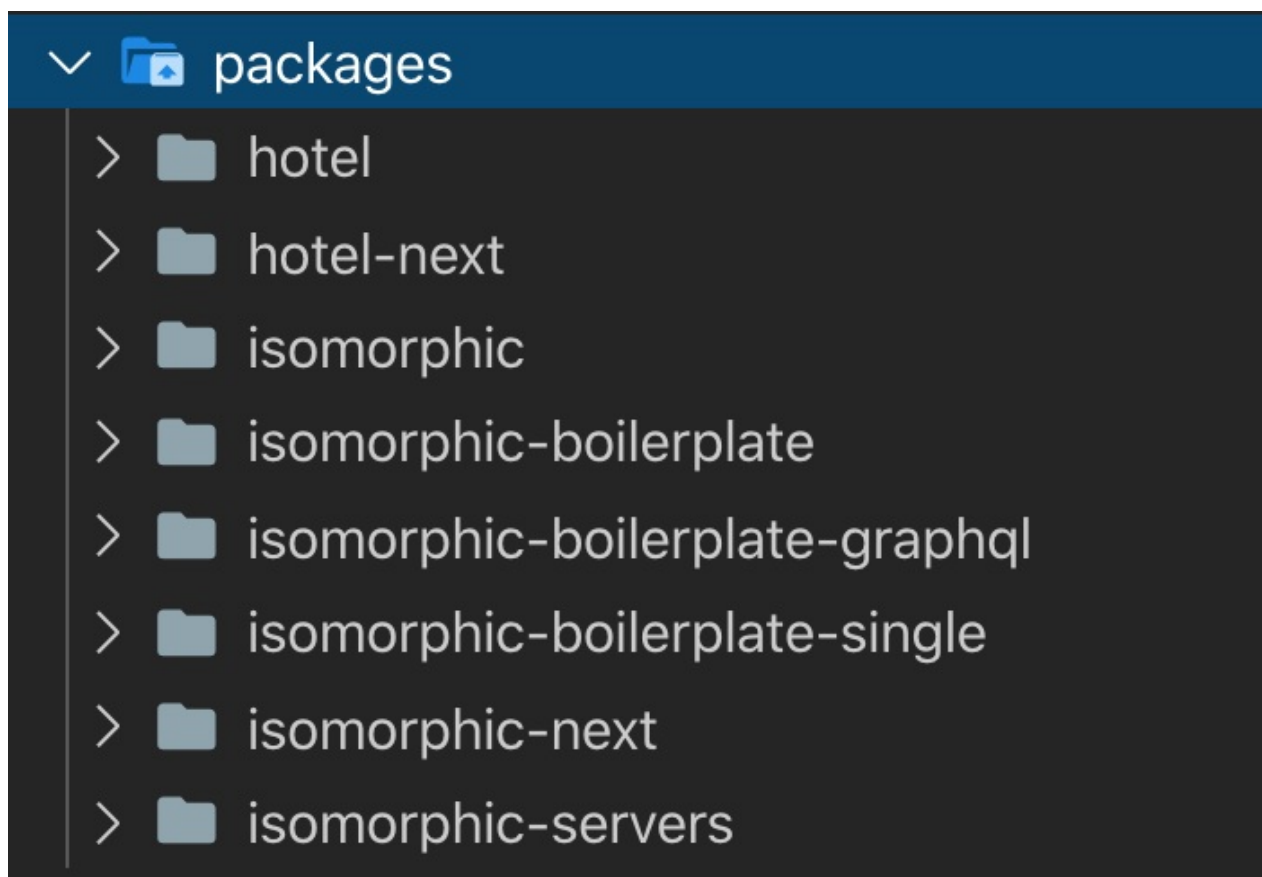 packages
hotel
hotel-next
isomorphic
isomorphic-boilerplate
isomorphic-boilerplate-graphql
isomorphic-boilerplate-single
isomorphic-next
isomorphic-servers